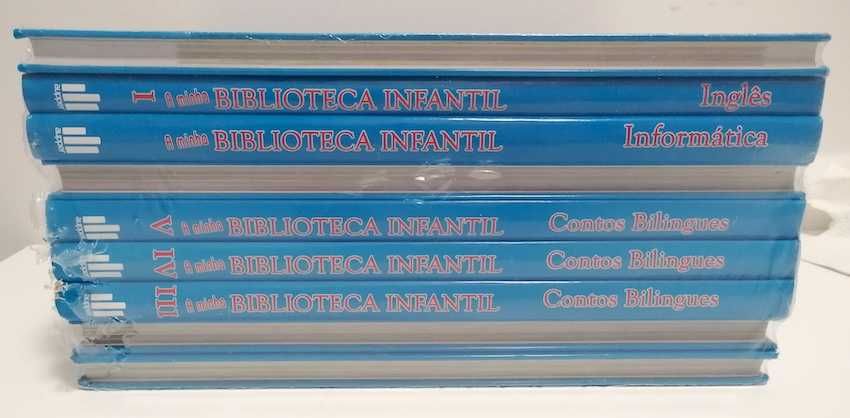 I A minha BIBLIOTECA INFANTIL Inglês
A minha BIBLIOTECA INFANTIL Informática
V A minha BIBLIOTECA INFANTIL Contos Bilingues
IV A minha BIBLIOTECA INFANTIL Contos Bilingues
III A minha BIBLIOTECA INFANTIL Contos Bilingues